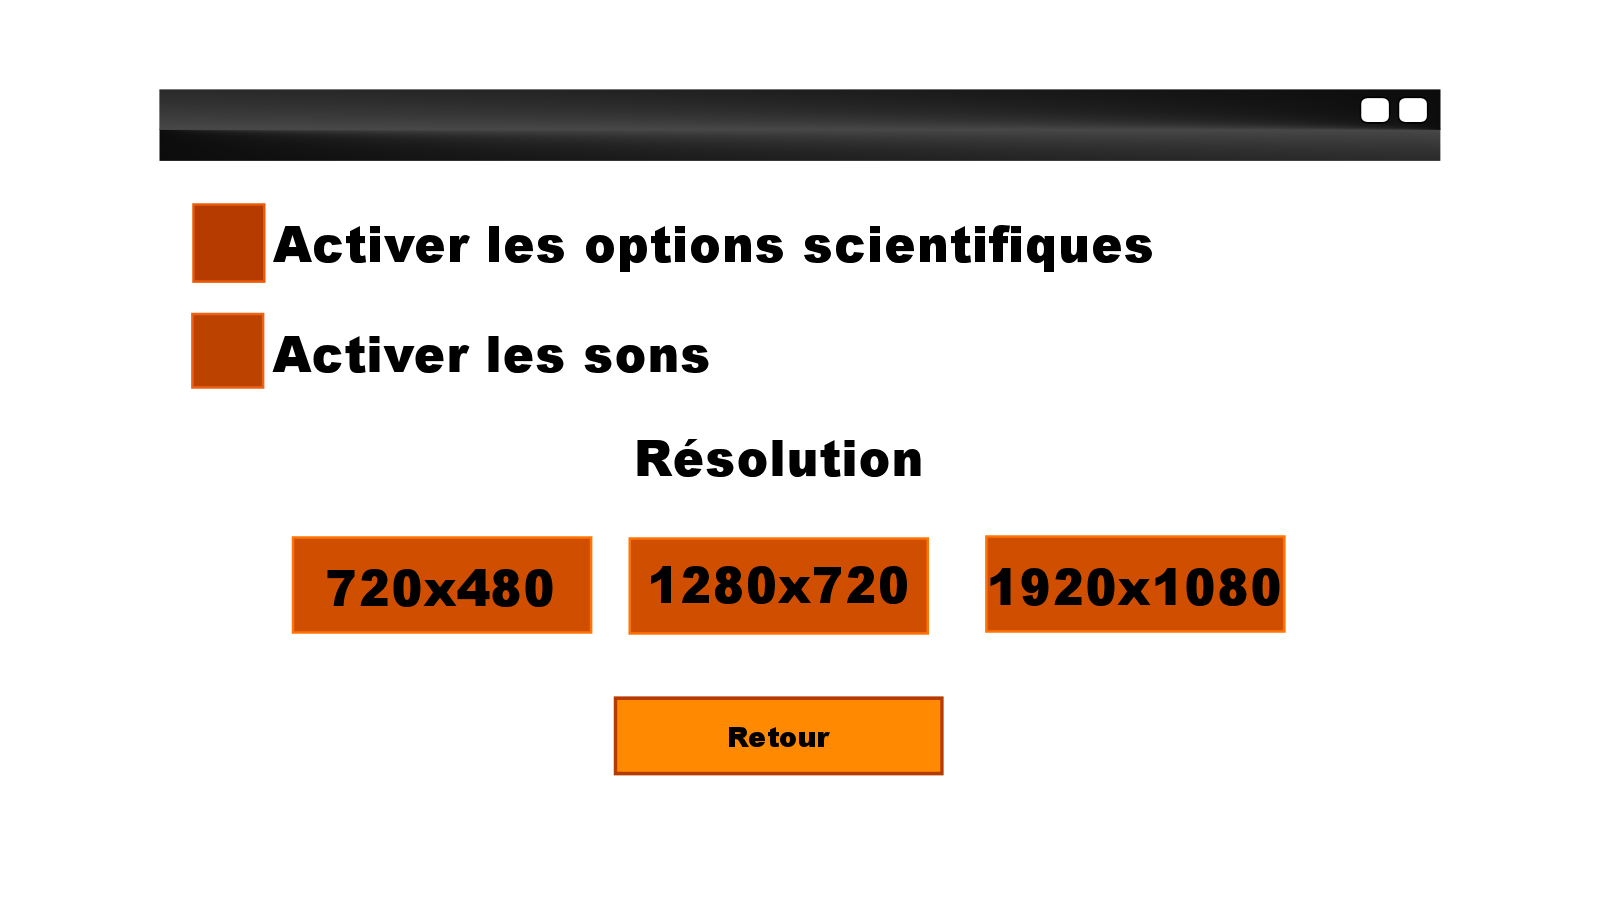 Activer les options scientifiques
Activer les sons
Résolution
720x480 1280x720 1920x1080
Retour